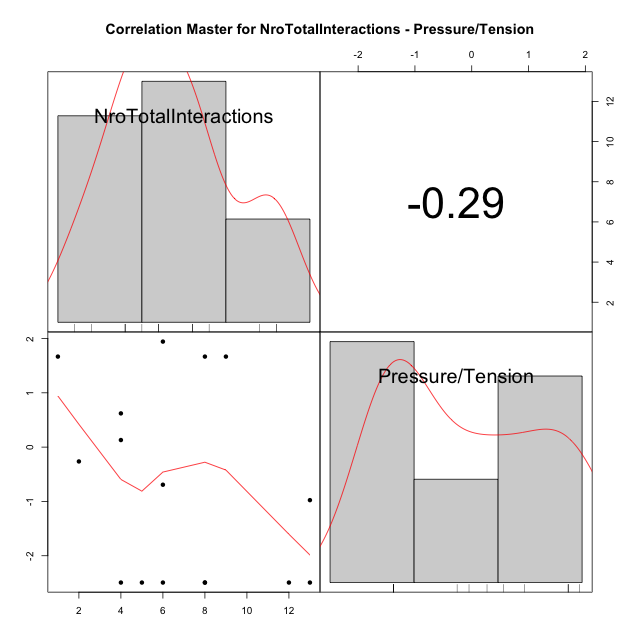 Correlation Master for NroTotalInteractions - Pressure/Tension
-2 -1 0 1 2
NroTotalInteractions
-0.29
2 4 6 8 10 12
-2 -1 0 1 2
Pressure/Tension
2 4 6 8 10 12